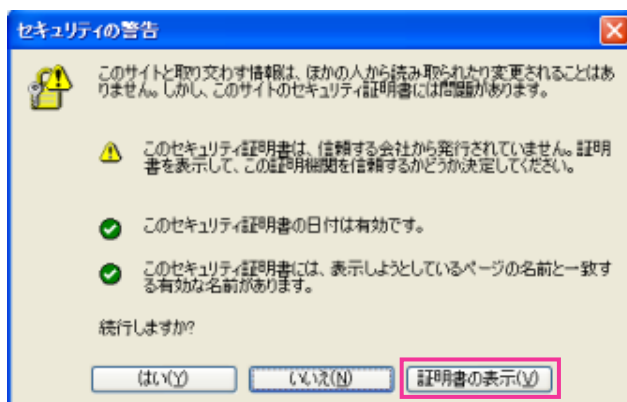 セキュリティの警告
このサイトと取り交わす情報は、ほかの人から読み取られたり変更されることはあ
りません。しかし、このサイトのセキュリティ証明書には問題があります。
このセキュリティ証明書は、信頼する会社から発行されていません。証明
書を表示して、この証明機関を信頼するかどうか決定してください。
このセキュリティ証明書の日付は有効です。
このセキュリティ証明書には、表示しようとしているページの名前と一致す
る有効な名前があります。
続行しますか?
はい(Y) いいえ(N) 証明書の表示(V)